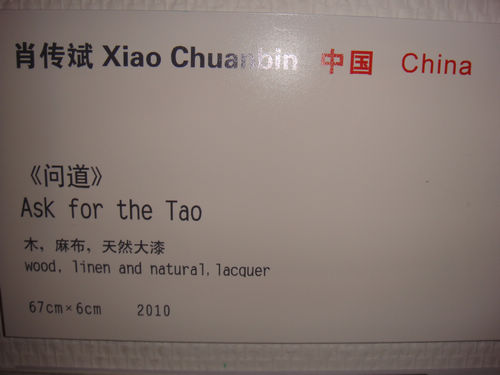 肖传斌 Xiao Chuanbin 中国 China
《问道》
Ask for the Tao
木，麻布，天然大漆
wood, linen and natural, lacquer
67cm×6cm 2010